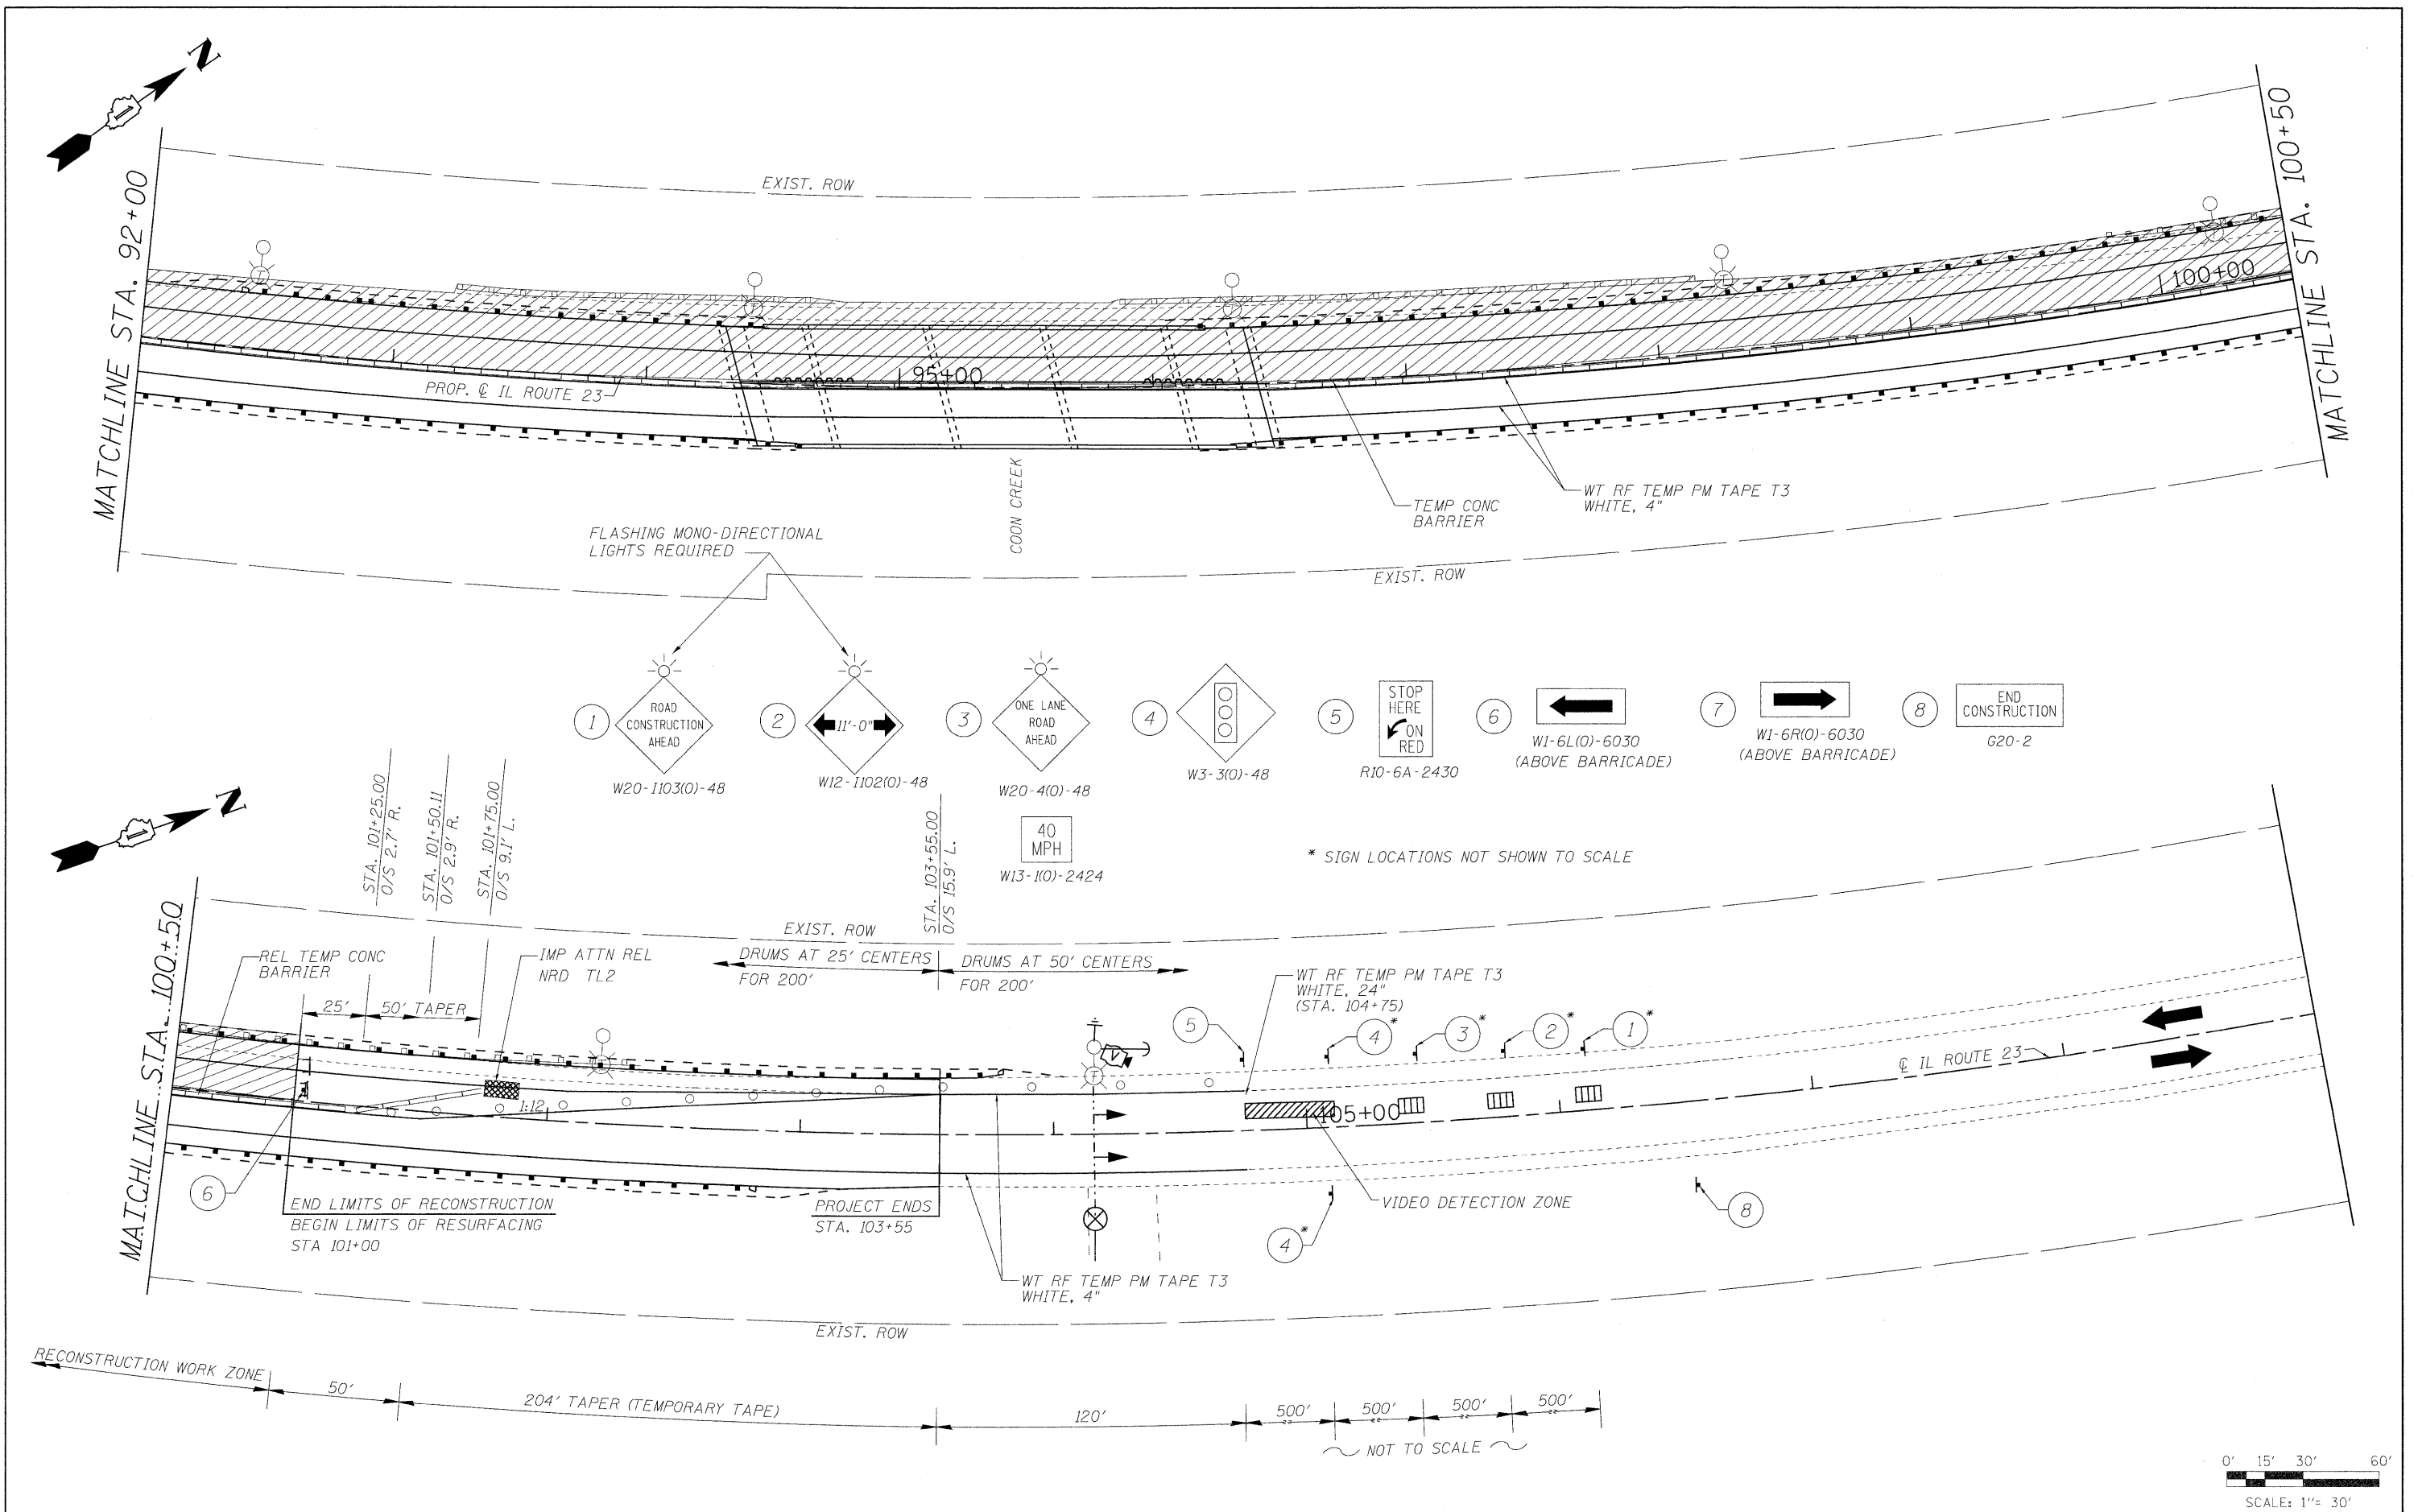 N
MATCHLINE STA. 92+00
EXIST. ROW
MATCHLINE STA. 100+50
100+00
95+00
PROP. ℄ IL ROUTE 23
COON CREEK
TEMP CONC
BARRIER
WT RF TEMP PM TAPE T3
WHITE, 4"
EXIST. ROW
FLASHING MONO-DIRECTIONAL
LIGHTS REQUIRED
1
ROAD
CONSTRUCTION
AHEAD
W20-I103(O)-48
2
11'-0"
W12-I102(O)-48
3
ONE LANE
ROAD
AHEAD
W20-4(O)-48
40
MPH
W13-1(O)-2424
4
W3-3(O)-48
5
STOP
HERE
ON
RED
R10-6A-2430
6
W1-6L(O)-6030
(ABOVE BARRICADE)
7
W1-6R(O)-6030
(ABOVE BARRICADE)
8
END
CONSTRUCTION
G20-2
* SIGN LOCATIONS NOT SHOWN TO SCALE
N
STA. 101+25.00
O/S 2.7' R.
STA. 101+50.11
O/S 2.9' R.
STA. 101+75.00
O/S 9.1' L.
STA. 103+55.00
O/S 15.9' L.
MATCHLINE STA. 100+50
EXIST. ROW
REL TEMP CONC
BARRIER
IMP ATTN REL
NRD TL2
DRUMS AT 25' CENTERS
FOR 200'
DRUMS AT 50' CENTERS
FOR 200'
WT RF TEMP PM TAPE T3
WHITE, 24"
(STA. 104+75)
25'
50' TAPER
5
4*
3*
2*
1*
1:12
105+00
℄ IL ROUTE 23
6
END LIMITS OF RECONSTRUCTION
BEGIN LIMITS OF RESURFACING
STA 101+00
PROJECT ENDS
STA. 103+55
VIDEO DETECTION ZONE
8
4*
WT RF TEMP PM TAPE T3
WHITE, 4"
EXIST. ROW
RECONSTRUCTION WORK ZONE
50'
204' TAPER (TEMPORARY TAPE)
120'
500'
500'
500'
500'
NOT TO SCALE
0' 15' 30' 60'
SCALE: 1"= 30'